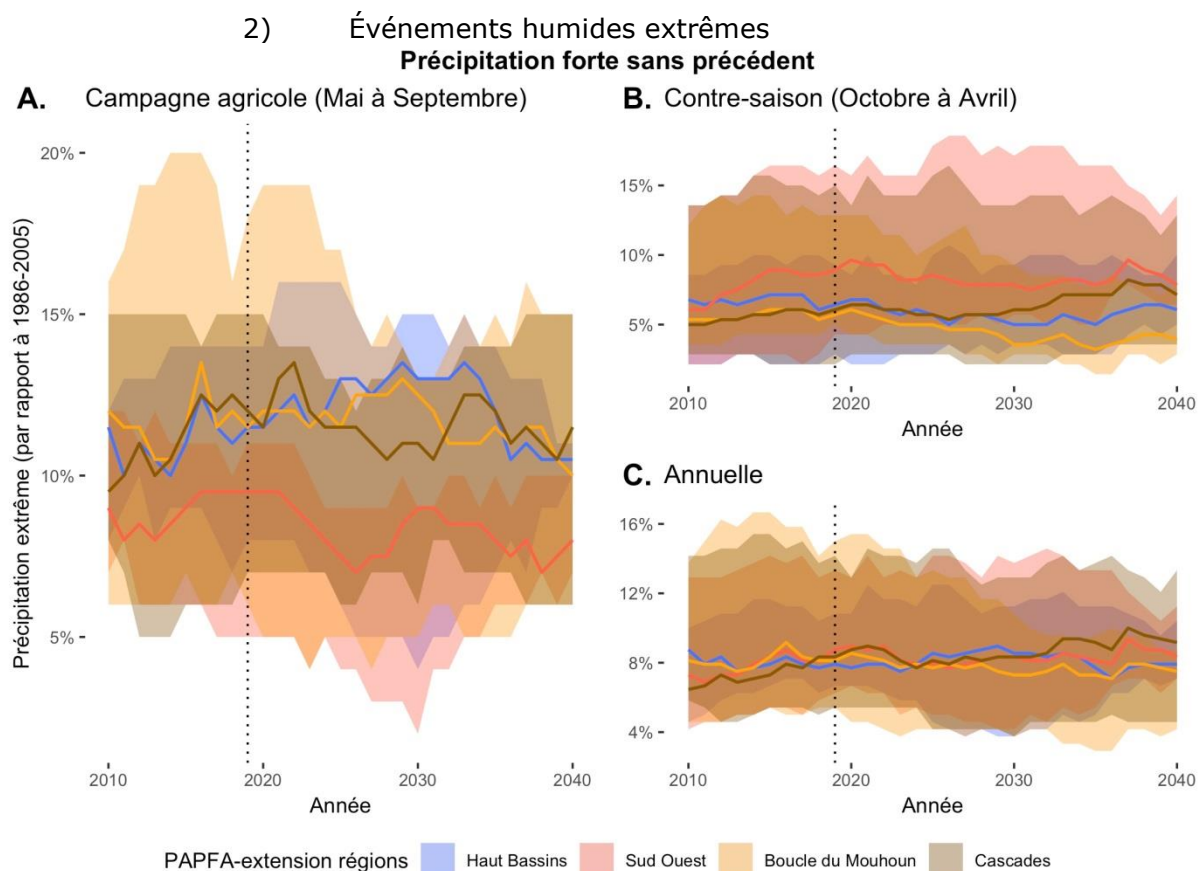 2) Événements humides extrêmes
Précipitation forte sans précédent
A. Campagne agricole (Mai à Septembre)
Précipitation extrême (par rapport à 1986-2005)
20%
15%
10%
5%
2010 2020 2030 2040
Année
B. Contre-saison (Octobre à Avril)
15%
10%
5%
2010 2020 2030 2040
Année
C. Annuelle
16%
12%
8%
4%
2010 2020 2030 2040
Année
PAPFA-extension régions Haut Bassins Sud Ouest Boucle du Mouhoun Cascades